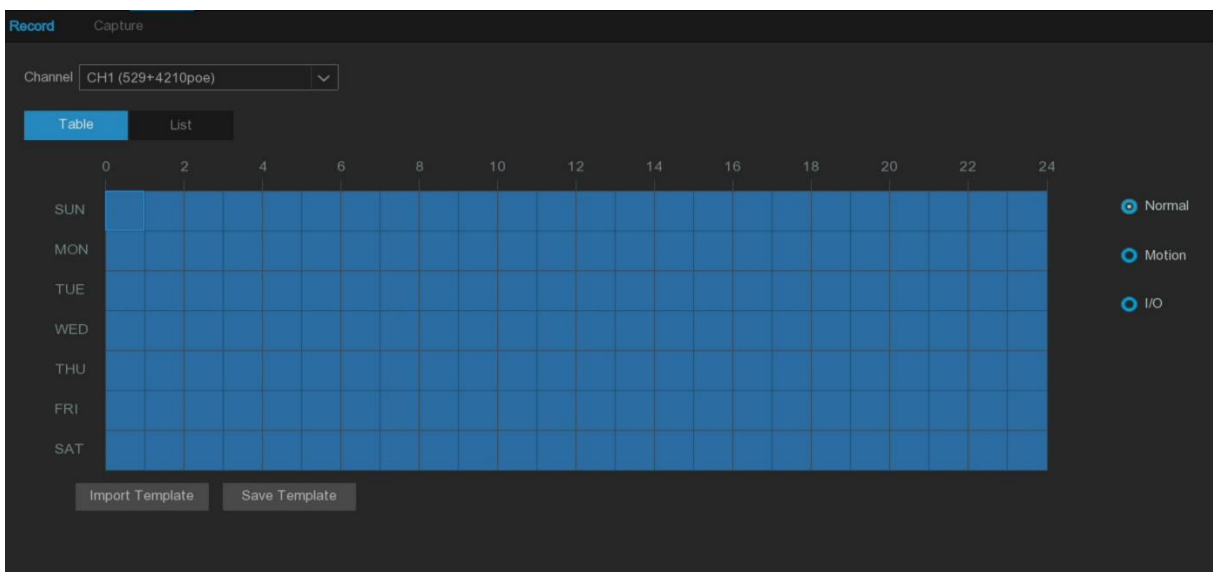 Record Capture
Channel CH1 (529+4210poe)
Table List
0 2 4 6 8 10 12 14 16 18 20 22 24
SUN Normal
MON Motion
TUE
I/O
WED
THU
FRI
SAT
Import Template Save Template